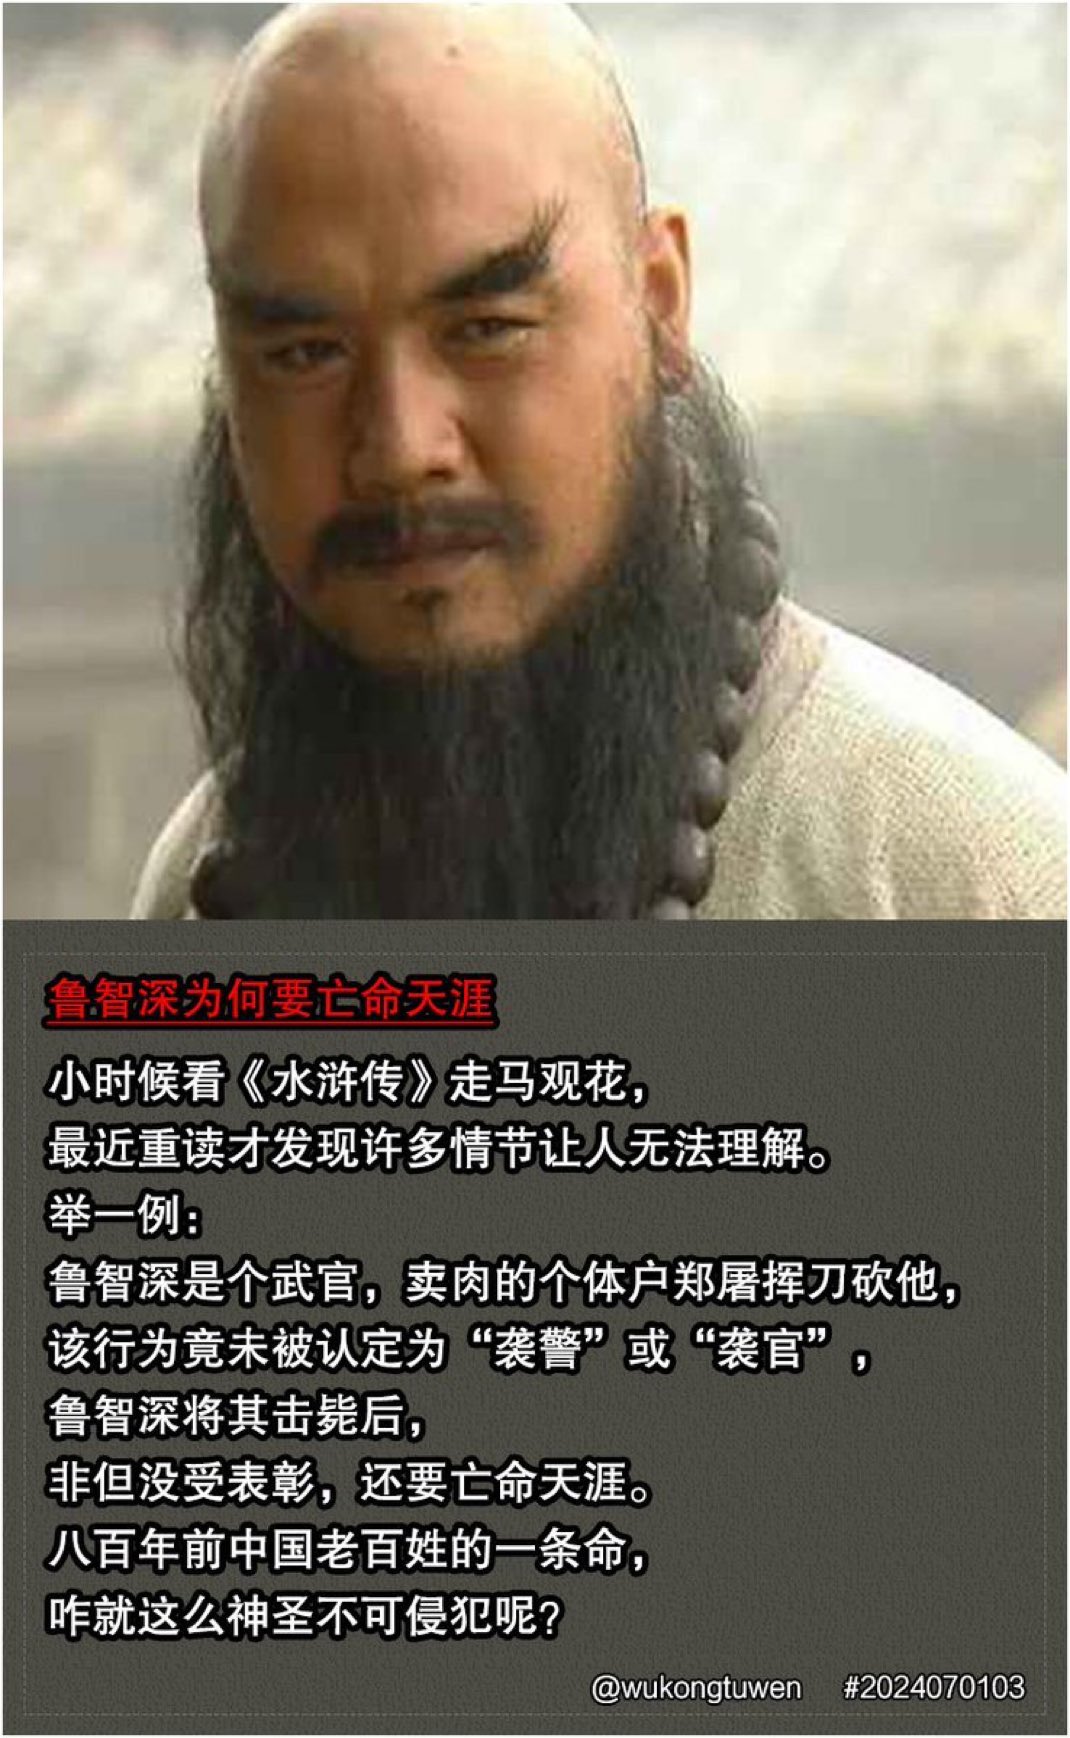 鲁智深为何要亡命天涯
小时候看《水浒传》走马观花，
最近重读才发现许多情节让人无法理解。
举一例：
鲁智深是个武官，卖肉的个体户郑屠挥刀砍他，
该行为竟未被认定为“袭警”或“袭官”，
鲁智深将其击毙后，
非但没受表彰，还要亡命天涯。
八百年前中国老百姓的一条命，
咋就这么神圣不可侵犯呢？
@wukongtuwen #2024070103